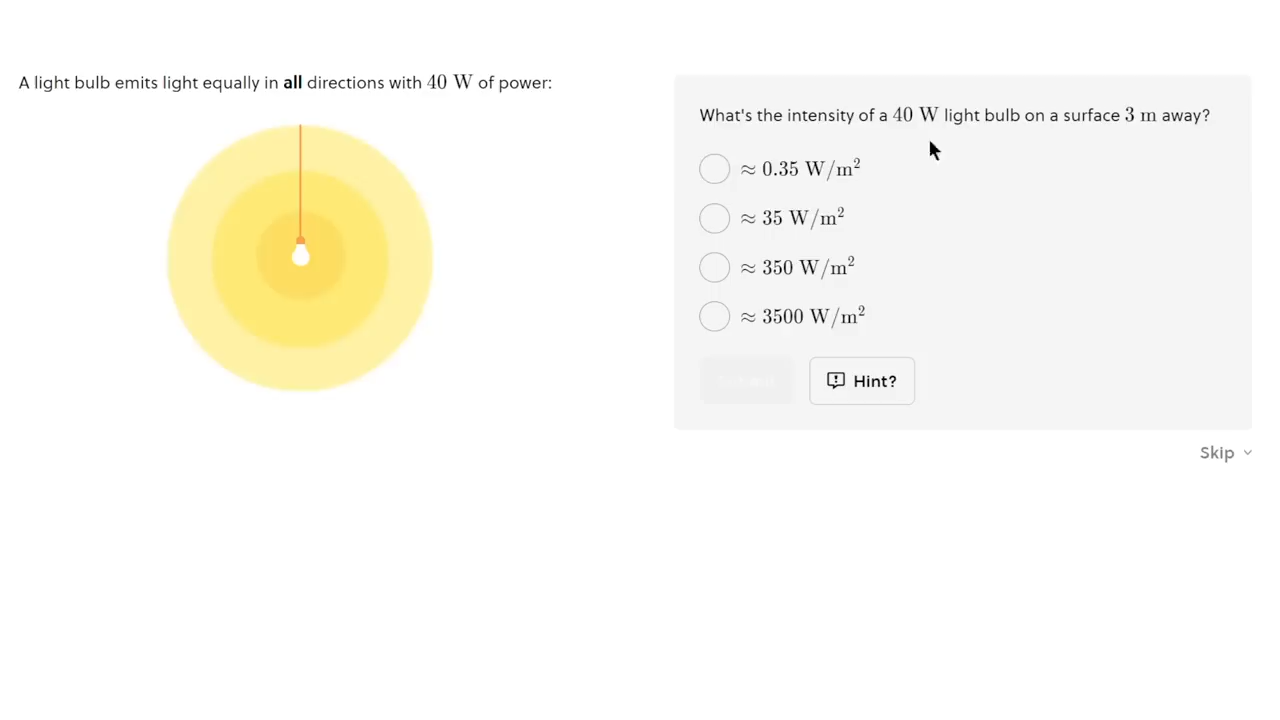 A light bulb emits light equally in all directions with 40 W of power:
What's the intensity of a 40 W light bulb on a surface 3 m away?
≈ 0.35 W/m²
≈ 35 W/m²
≈ 350 W/m²
≈ 3500 W/m²
Hint?
Skip